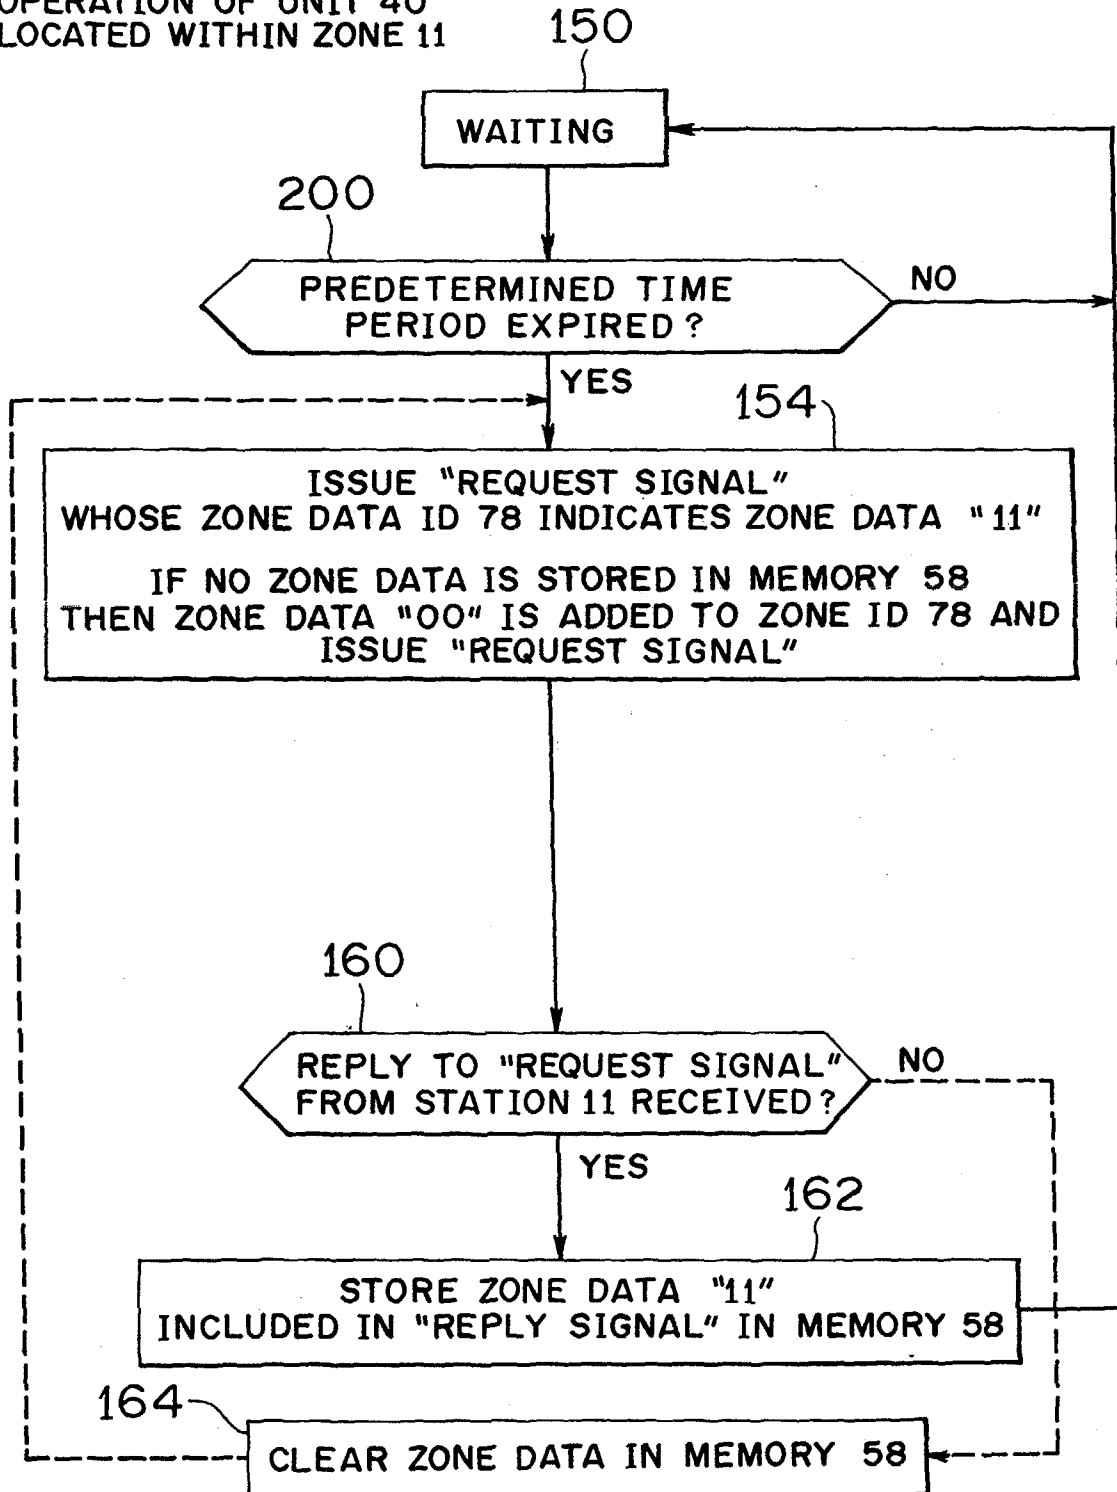 OPERATION OF UNIT 40
LOCATED WITHIN ZONE 11
150
WAITING
200
PREDETERMINED TIME
PERIOD EXPIRED?
NO
YES
154
ISSUE "REQUEST SIGNAL"
WHOSE ZONE DATA ID 78 INDICATES ZONE DATA "11"
IF NO ZONE DATA IS STORED IN MEMORY 58
THEN ZONE DATA "00" IS ADDED TO ZONE ID 78 AND
ISSUE "REQUEST SIGNAL"
160
REPLY TO "REQUEST SIGNAL"
FROM STATION 11 RECEIVED?
NO
YES
162
STORE ZONE DATA "11"
INCLUDED IN "REPLY SIGNAL" IN MEMORY 58
164
CLEAR ZONE DATA IN MEMORY 58